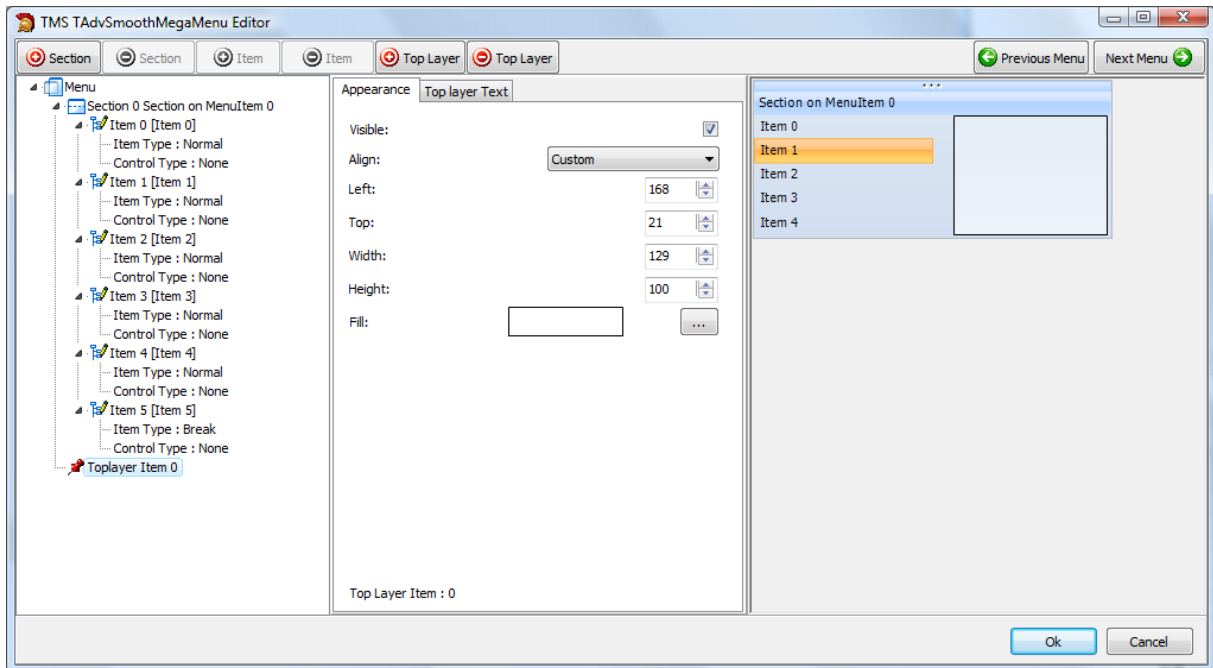 TMS TAdvSmoothMegaMenu Editor
Section Section Item Item Top Layer Top Layer Previous Menu Next Menu
Menu
Section 0 Section on MenuItem 0
Item 0 [Item 0]
Item Type : Normal
Control Type : None
Item 1 [Item 1]
Item Type : Normal
Control Type : None
Item 2 [Item 2]
Item Type : Normal
Control Type : None
Item 3 [Item 3]
Item Type : Normal
Control Type : None
Item 4 [Item 4]
Item Type : Normal
Control Type : None
Item 5 [Item 5]
Item Type : Break
Control Type : None
Toplayer Item 0
Appearance Top layer Text
Visible:
Align: Custom
Left: 168
Top: 21
Width: 129
Height: 100
Fill: ...
Top Layer Item : 0
Section on MenuItem 0
Item 0
Item 1
Item 2
Item 3
Item 4
Ok Cancel